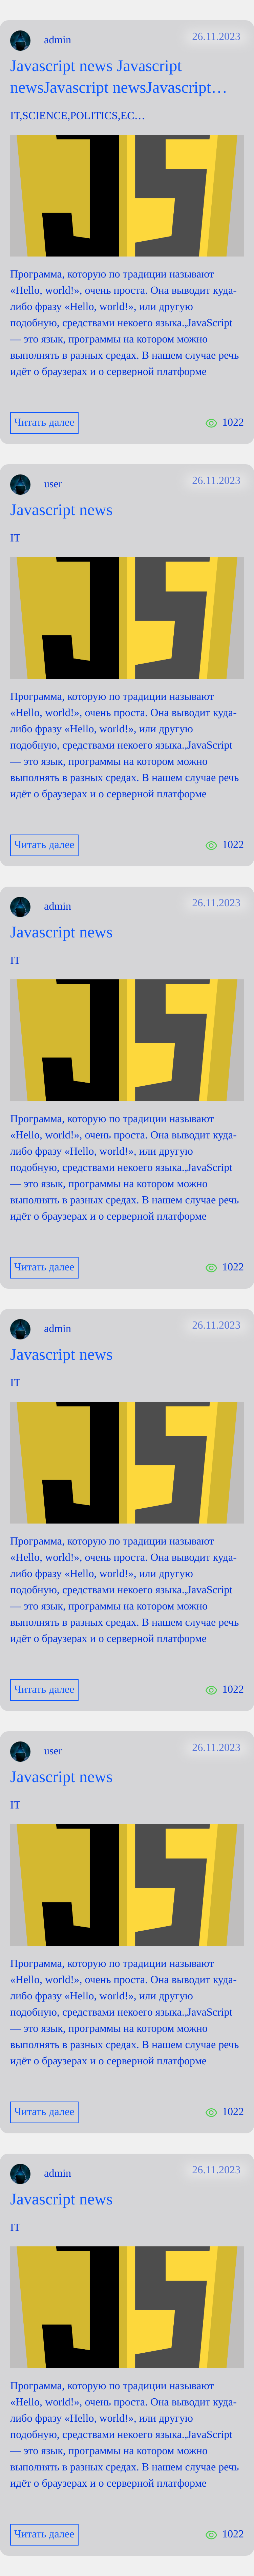 admin
26.11.2023
Javascript news Javascript
newsJavascript newsJavascript…
IT,SCIENCE,POLITICS,EC…
Программа, которую по традиции называют
«Hello, world!», очень проста. Она выводит куда-
либо фразу «Hello, world!», или другую
подобную, средствами некоего языка.,JavaScript
— это язык, программы на котором можно
выполнять в разных средах. В нашем случае речь
идёт о браузерах и о серверной платформе
Читать далее
1022
user
26.11.2023
Javascript news
IT
Программа, которую по традиции называют
«Hello, world!», очень проста. Она выводит куда-
либо фразу «Hello, world!», или другую
подобную, средствами некоего языка.,JavaScript
— это язык, программы на котором можно
выполнять в разных средах. В нашем случае речь
идёт о браузерах и о серверной платформе
Читать далее
1022
admin
26.11.2023
Javascript news
IT
Программа, которую по традиции называют
«Hello, world!», очень проста. Она выводит куда-
либо фразу «Hello, world!», или другую
подобную, средствами некоего языка.,JavaScript
— это язык, программы на котором можно
выполнять в разных средах. В нашем случае речь
идёт о браузерах и о серверной платформе
Читать далее
1022
admin
26.11.2023
Javascript news
IT
Программа, которую по традиции называют
«Hello, world!», очень проста. Она выводит куда-
либо фразу «Hello, world!», или другую
подобную, средствами некоего языка.,JavaScript
— это язык, программы на котором можно
выполнять в разных средах. В нашем случае речь
идёт о браузерах и о серверной платформе
Читать далее
1022
user
26.11.2023
Javascript news
IT
Программа, которую по традиции называют
«Hello, world!», очень проста. Она выводит куда-
либо фразу «Hello, world!», или другую
подобную, средствами некоего языка.,JavaScript
— это язык, программы на котором можно
выполнять в разных средах. В нашем случае речь
идёт о браузерах и о серверной платформе
Читать далее
1022
admin
26.11.2023
Javascript news
IT
Программа, которую по традиции называют
«Hello, world!», очень проста. Она выводит куда-
либо фразу «Hello, world!», или другую
подобную, средствами некоего языка.,JavaScript
— это язык, программы на котором можно
выполнять в разных средах. В нашем случае речь
идёт о браузерах и о серверной платформе
Читать далее
1022